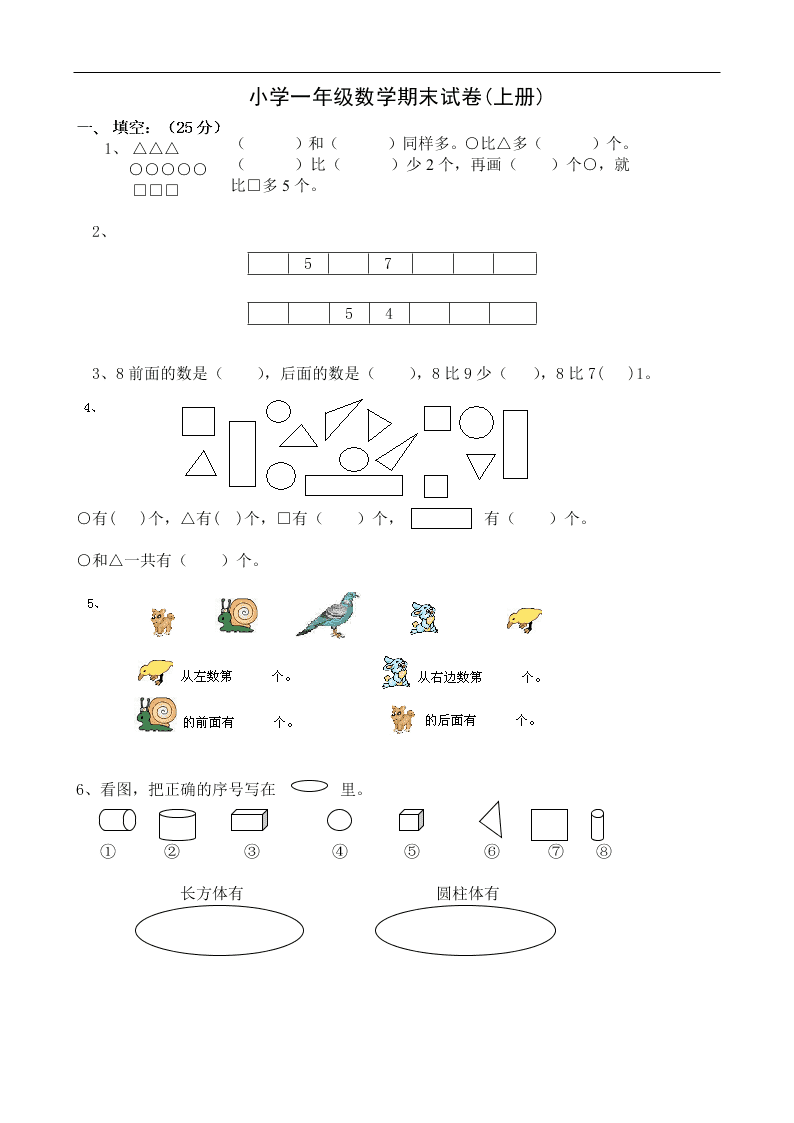 小学一年级数学期末试卷(上册)
一、 填空：（25 分）
1、 △△△
○○○○○
□□□
（　　　）和（　　　）同样多。○比△多（　　　）个。
（　　　）比（　　　）少 2 个，再画（　　）个○，就
比□多 5 个。
2、
5 7
5 4
3、8 前面的数是（　　），后面的数是（　　），8 比 9 少（　 ），8 比 7(　 )1。
4、
○有(　 )个，△有(　)个，□有（　　）个， 有（　　）个。
○和△一共有（　　）个。
5、
从左数第　　个。 从右边数第　　个。
的前面有　　个。 的后面有　　个。
6、看图，把正确的序号写在 里。
① ② ③ ④ ⑤ ⑥ ⑦ ⑧
长方体有 圆柱体有